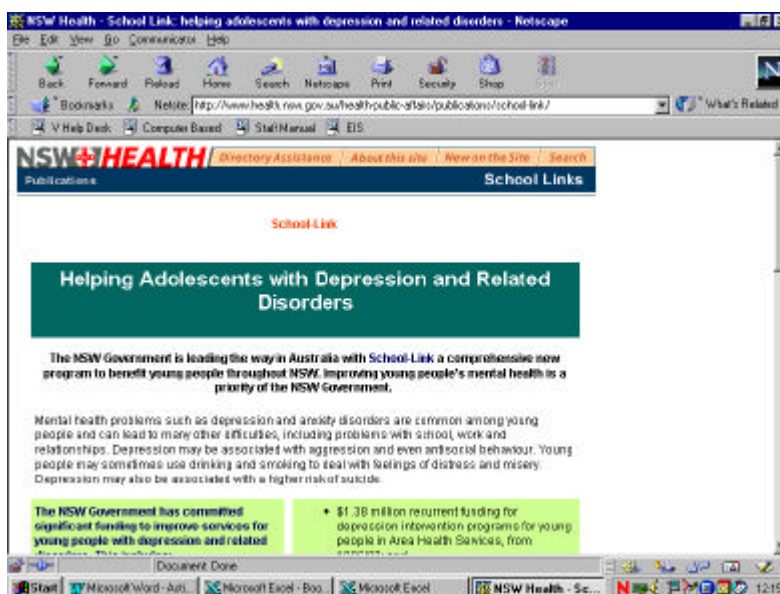 NSW Health - School Link: helping adolescents with depression and related disorders - Netscape
File Edit View Go Communicator Help
Back Forward Reload Home Search Netscape Print Security Shop
Bookmarks Netsite: http://www.health.nsw.gov.au/health-public-affairs/publications/school-link/ What's Related
V Help Desk Computer Based Staff Manual EIS
NSW HEALTH Directory Assistance About this site New on the Site Search
Publications School Links
School-Link
Helping Adolescents with Depression and Related
Disorders
The NSW Government is leading the way in Australia with School-Link a comprehensive new
program to benefit young people throughout NSW. Improving young people's mental health is a
priority of the NSW Government.
Mental health problems such as depression and anxiety disorders are common among young
people and can lead to many other difficulties, including problems with school, work and
relationships. Depression may be associated with aggression and even antisocial behaviour. Young
people may sometimes use drinking and smoking to deal with feelings of distress and misery.
Depression may also be associated with a higher risk of suicide.
The NSW Government has committed
significant funding to improve services for
young people with depression and related
disorders. This includes:
• $1.38 million recurrent funding for
depression intervention programs for young
people in Area Health Services, from
Document Done
Start Microsoft Word - Microsoft Excel - Boo... Microsoft Excel NSW Health - Sc...